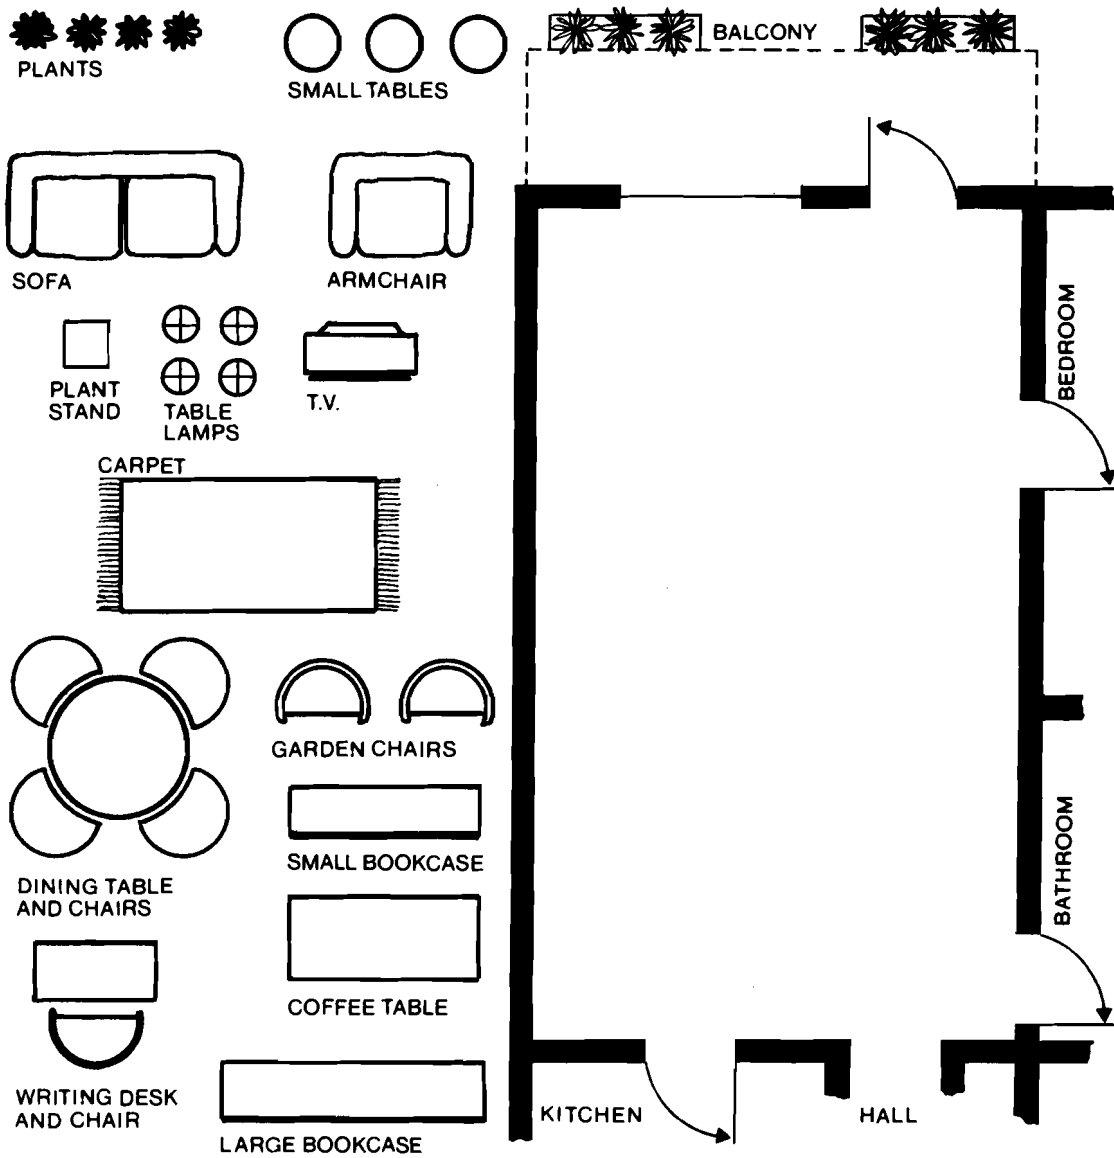 PLANTS
SMALL TABLES
BALCONY
SOFA
ARMCHAIR
PLANT
STAND
TABLE
LAMPS
T.V.
BEDROOM
CARPET
GARDEN CHAIRS
SMALL BOOKCASE
DINING TABLE
AND CHAIRS
BATHROOM
COFFEE TABLE
WRITING DESK
AND CHAIR
LARGE BOOKCASE
KITCHEN
HALL